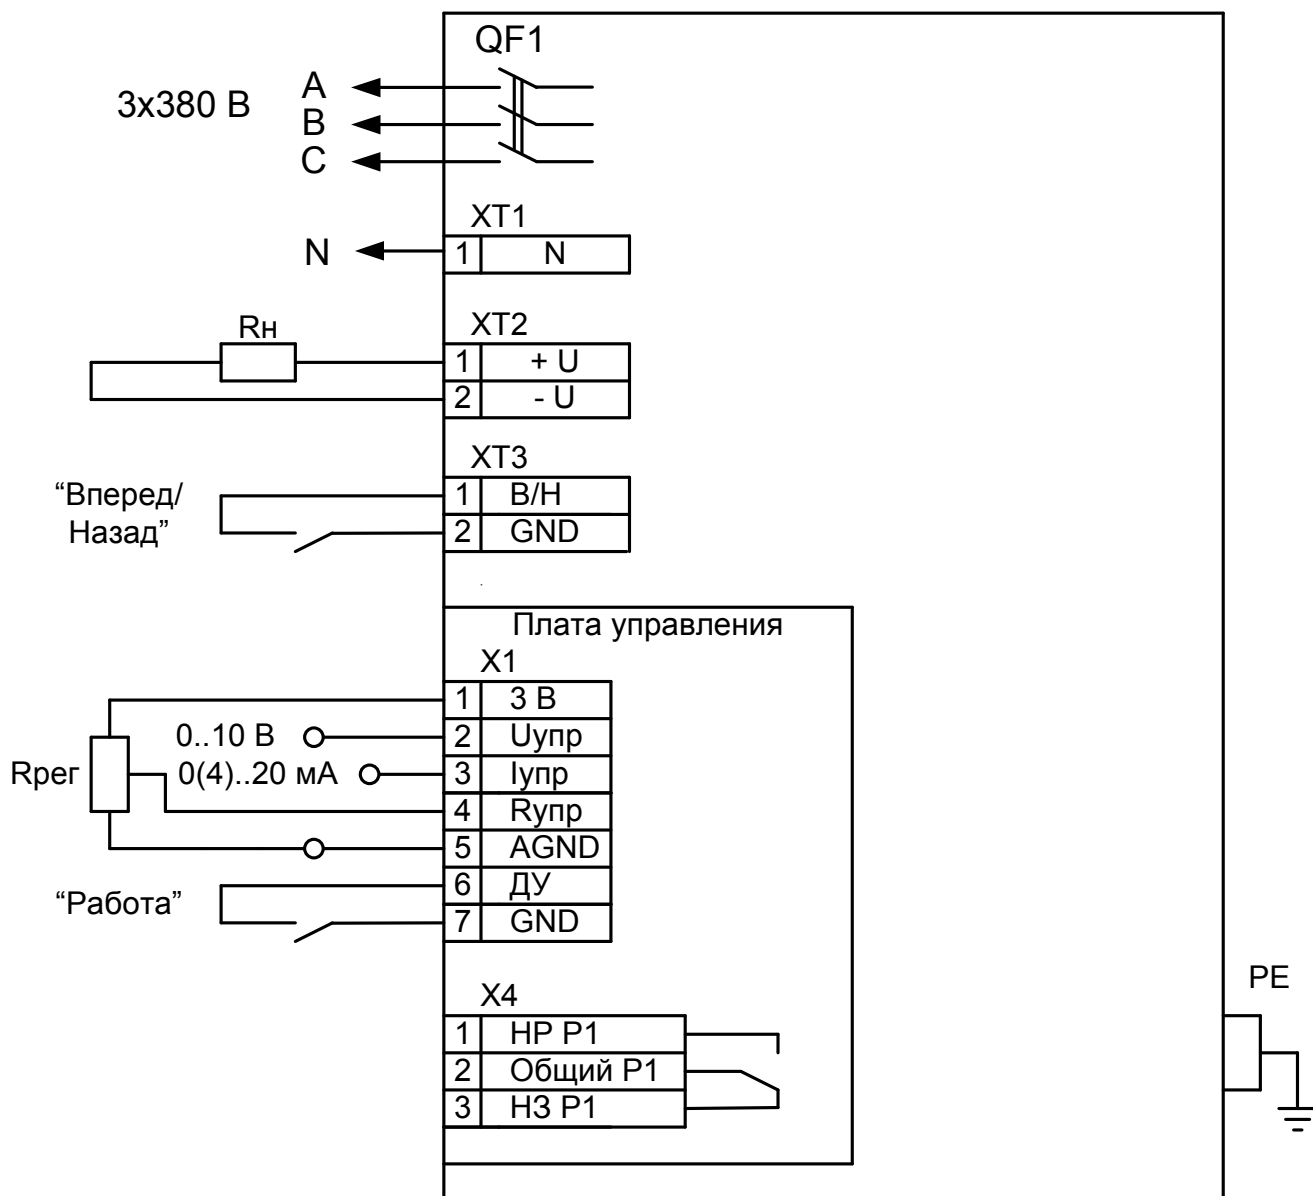 QF1
3x380 В
A
B
C
XT1
N
1 N
Rн
XT2
1 + U
2 - U
XT3
“Вперед/
Назад”
1 В/Н
2 GND
Плата управления
X1
1 3 В
0..10 В
2 Uупр
Rрег
0(4)..20 мА
3 Iупр
4 Rупр
5 AGND
“Работа”
6 ДУ
7 GND
X4
1 НР Р1
2 Общий Р1
3 НЗ Р1
PE